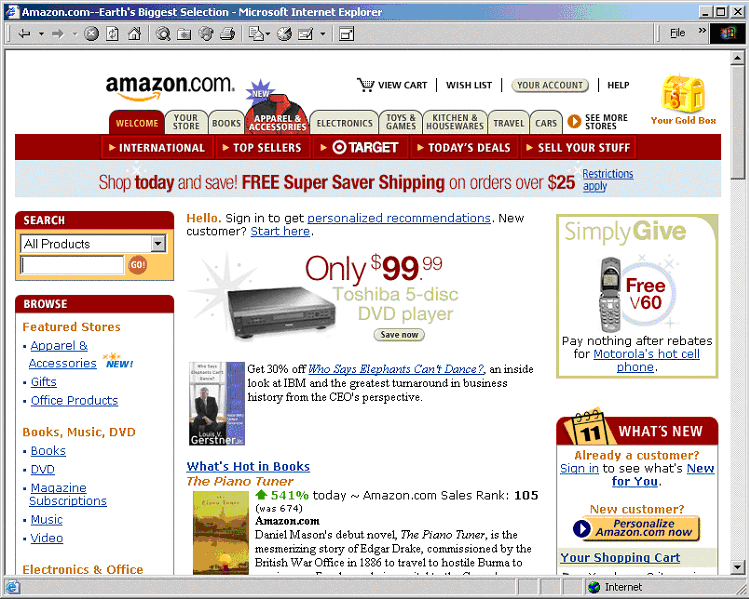 Amazon.com--Earth's Biggest Selection - Microsoft Internet Explorer
File »
amazon.com.
VIEW CART | WISH LIST | YOUR ACCOUNT | HELP
Your Gold Box
NEW
WELCOME
YOUR STORE
BOOKS
APPAREL & ACCESSORIES
ELECTRONICS
TOYS & GAMES
KITCHEN & HOUSEWARES
TRAVEL
CARS
SEE MORE STORES
INTERNATIONAL
TOP SELLERS
TARGET
TODAY'S DEALS
SELL YOUR STUFF
Shop today and save! FREE Super Saver Shipping on orders over $25
Restrictions
apply
SEARCH
All Products
GO!
BROWSE
Featured Stores
• Apparel &
Accessories NEW!
• Gifts
• Office Products
Books, Music, DVD
• Books
• DVD
• Magazine
Subscriptions
• Music
• Video
Electronics & Office
Hello. Sign in to get personalized recommendations. New
customer? Start here.
Only $99.99
Toshiba 5-disc
DVD player
Save now
Who Says
Elephants Can't
Dance?
Louis V.
Gerstner, Jr.
Get 30% off Who Says Elephants Can't Dance?, an inside
look at IBM and the greatest turnaround in business
history from the CEO's perspective.
What's Hot in Books
The Piano Tuner
541% today ~ Amazon.com Sales Rank: 105
(was 674)
Amazon.com
Daniel Mason's debut novel, The Piano Tuner, is the
mesmerizing story of Edgar Drake, commissioned by the
British War Office in 1886 to travel to hostile Burma to
SimplyGive
Free
V60
Pay nothing after rebates
for Motorola's hot cell
phone.
11
WHAT'S NEW
Already a customer?
Sign in to see what's New
for You.
New customer?
Personalize
Amazon.com now
Your Shopping Cart
Internet